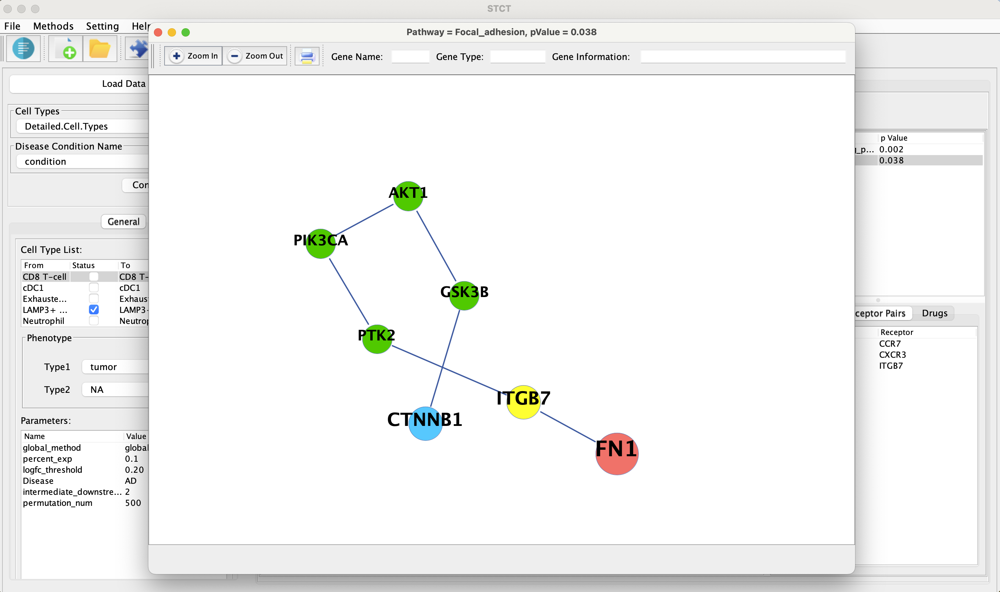 STCT
File Methods Setting Help
Pathway = Focal_adhesion, pValue = 0.038
Zoom In Zoom Out Gene Name: Gene Type: Gene Information:
Load Data
Cell Types
Detailed.Cell.Types
Disease Condition Name
condition
Con
General
Cell Type List:
From Status To
CD8 T-cell CD8 T-
cDC1 cDC1
Exhauste... Exhaus
LAMP3+ ... LAMP3
Neutrophil Neutrop
Phenotype
Type1 tumor
Type2 NA
Parameters:
Name Value
global_method global
percent_exp 0.1
logfc_threshold 0.20
Disease AD
intermediate_downstre... 2
permutation_num 500
AKT1
PIK3CA
GSK3B
PTK2
ITGB7
CTNNB1
FN1
p Value
_p... 0.002
0.038
ceptor Pairs Drugs
Receptor
CCR7
CXCR3
ITGB7